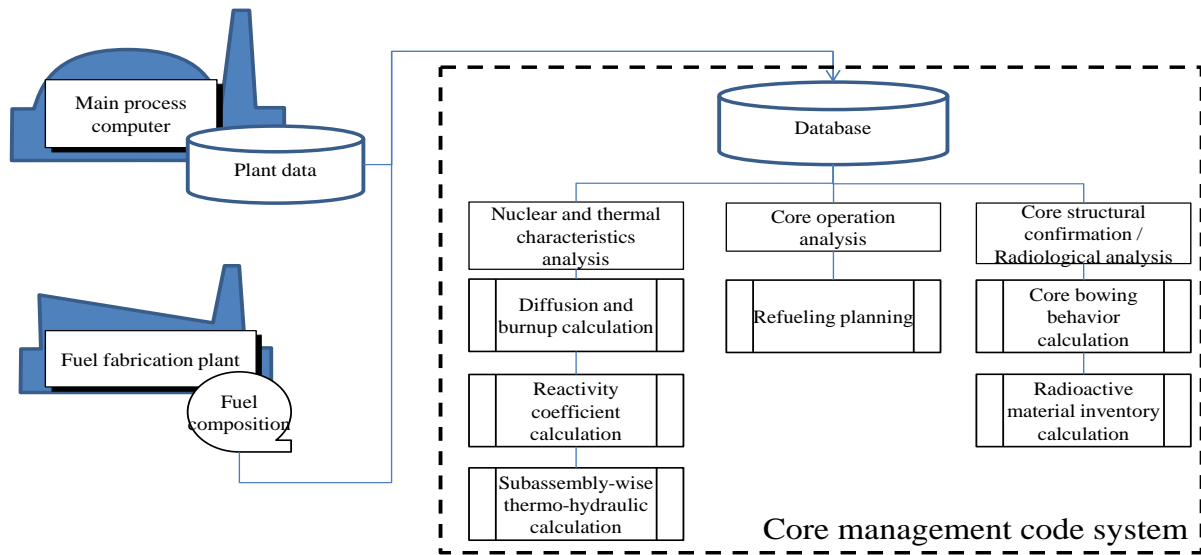 Main process
computer
Plant data
Fuel fabrication plant
Fuel
composition
Database
Nuclear and thermal
characteristics
analysis
Diffusion and
burnup calculation
Reactivity
coefficient
calculation
Subassembly-wise
thermo-hydraulic
calculation
Core operation
analysis
Refueling planning
Core structural
confirmation /
Radiological analysis
Core bowing
behavior
calculation
Radioactive
material inventory
calculation
Core management code system